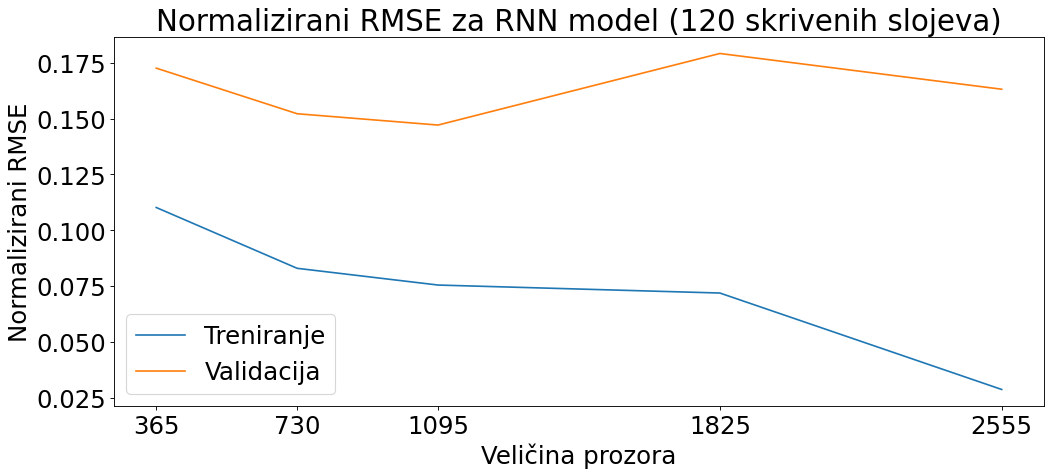 Normalizirani RMSE za RNN model (120 skrivenih slojeva)
Normalizirani RMSE
0.175
0.150
0.125
0.100
0.075
0.050
0.025
Treniranje
Validacija
365 730 1095 1825 2555
Veličina prozora